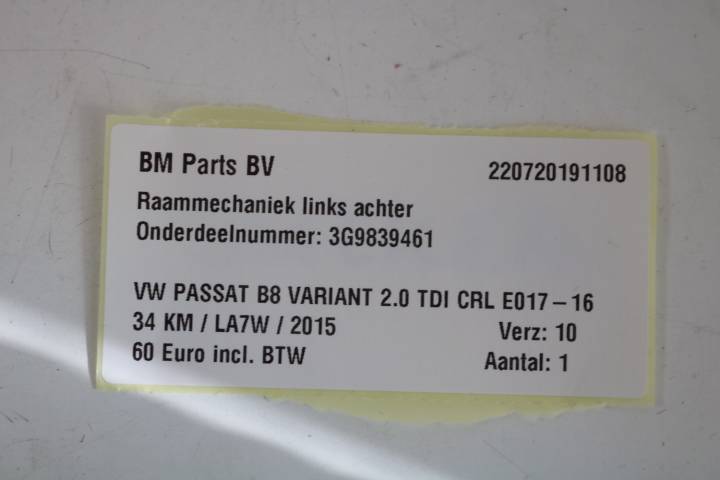 BM Parts BV 220720191108
Raammechaniek links achter
Onderdeelnummer: 3G9839461
VW PASSAT B8 VARIANT 2.0 TDI CRL E017-16
34 KM / LA7W / 2015 Verz: 10
60 Euro incl. BTW Aantal: 1